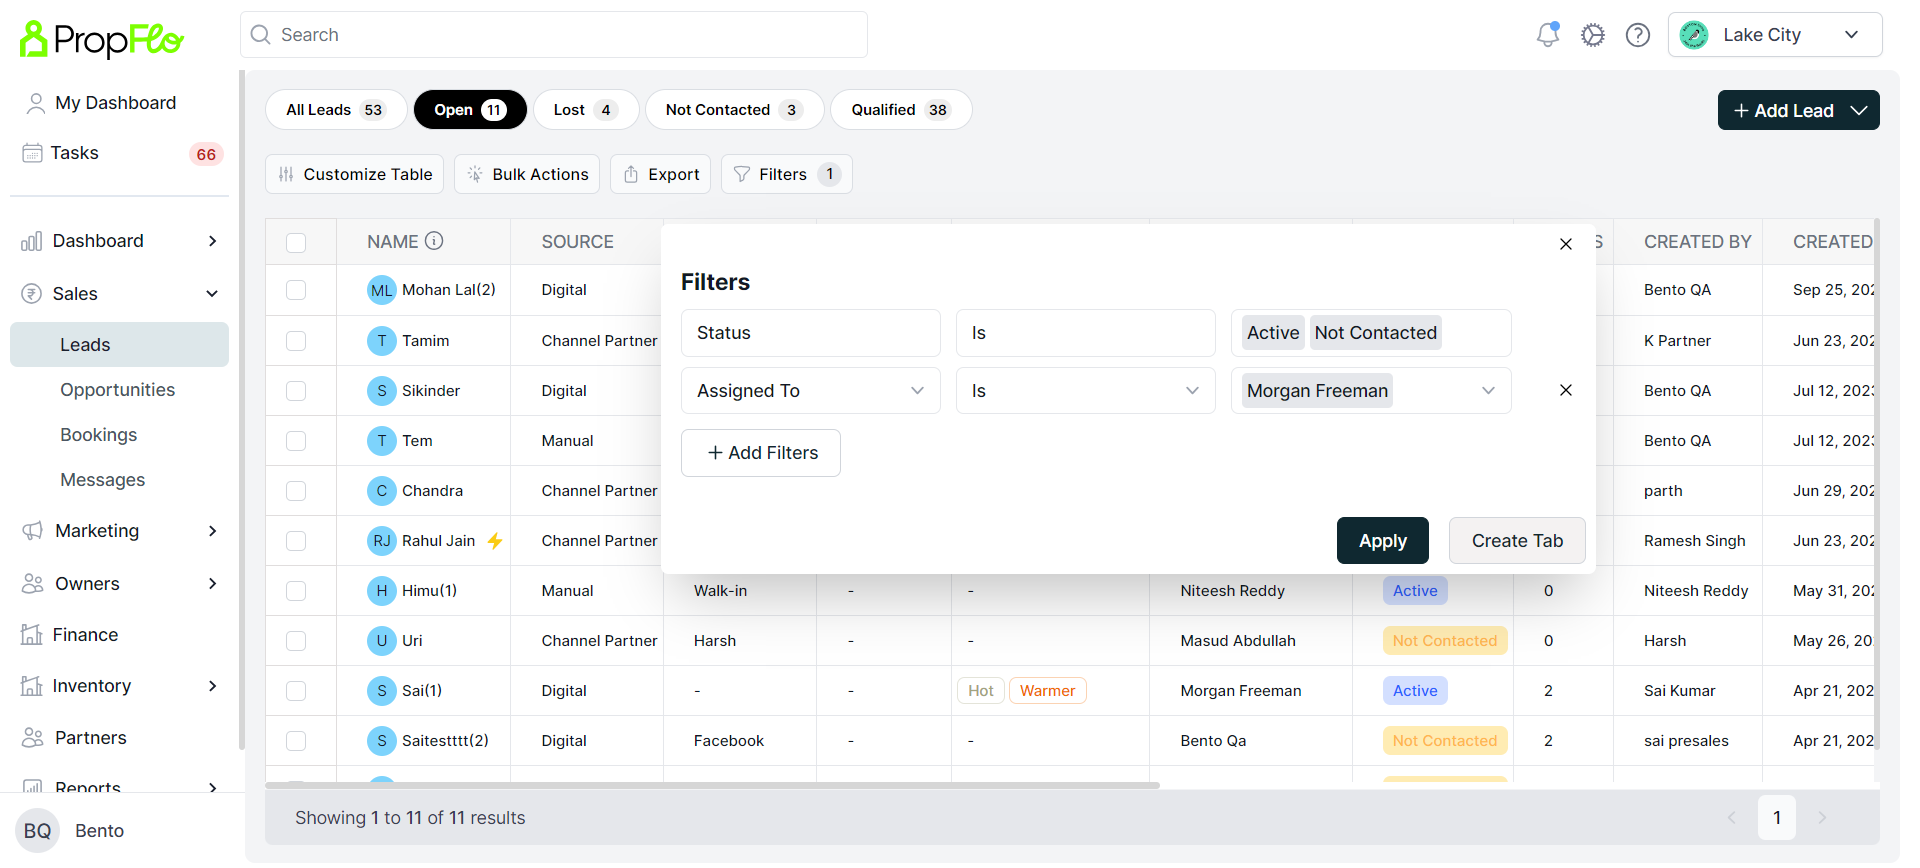 PropFlo
Search
Lake City
My Dashboard
Tasks 66
Dashboard
Sales
Leads
Opportunities
Bookings
Messages
Marketing
Owners
Finance
Inventory
Partners
Reports
BQ Bento
All Leads 53 Open 11 Lost 4 Not Contacted 3 Qualified 38
+ Add Lead
Customize Table Bulk Actions Export Filters 1
NAME SOURCE S CREATED BY CREATED
ML Mohan Lal(2) Digital Bento QA Sep 25, 202
T Tamim Channel Partner K Partner Jun 23, 202
S Sikinder Digital Bento QA Jul 12, 2023
T Tem Manual Bento QA Jul 12, 2023
C Chandra Channel Partner parth Jun 29, 202
RJ Rahul Jain Channel Partner Ramesh Singh Jun 23, 202
H Himu(1) Manual Walk-in - - Niteesh Reddy Active 0 Niteesh Reddy May 31, 202
U Uri Channel Partner Harsh - - Masud Abdullah Not Contacted 0 Harsh May 26, 20
S Sai(1) Digital - - Hot Warmer Morgan Freeman Active 2 Sai Kumar Apr 21, 202
S Saitestttt(2) Digital Facebook - - Bento Qa Not Contacted 2 sai presales Apr 21, 202
Filters
Status Is Active Not Contacted
Assigned To Is Morgan Freeman
+ Add Filters
Apply Create Tab
Showing 1 to 11 of 11 results
1